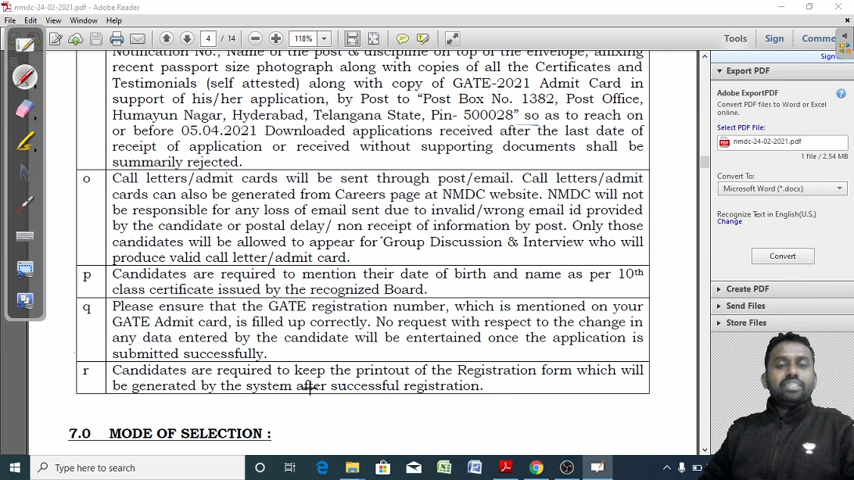 nmdc-24-02-2021.pdf - Adobe Reader
File Edit View Window Help
4 / 14
118%
Tools
Sign
Comme
Notification No., Name of the post & discipline on top of the envelope, affixing
recent passport size photograph along with copies of all the Certificates and
Testimonials (self attested) along with copy of GATE-2021 Admit Card in
support of his/her application, by Post to “Post Box No. 1382, Post Office,
Humayun Nagar, Hyderabad, Telangana State, Pin- 500028” so as to reach on
or before 05.04.2021 Downloaded applications received after the last date of
receipt of application or received without supporting documents shall be
summarily rejected.
o Call letters/admit cards will be sent through post/email. Call letters/admit
cards can also be generated from Careers page at NMDC website. NMDC will not
be responsible for any loss of email sent due to invalid/wrong email id provided
by the candidate or postal delay/ non receipt of information by post. Only those
candidates will be allowed to appear for Group Discussion & Interview who will
produce valid call letter/admit card.
p Candidates are required to mention their date of birth and name as per 10th
class certificate issued by the recognized Board.
q Please ensure that the GATE registration number, which is mentioned on your
GATE Admit card, is filled up correctly. No request with respect to the change in
any data entered by the candidate will be entertained once the application is
submitted successfully.
r Candidates are required to keep the printout of the Registration form which will
be generated by the system after successful registration.
7.0 MODE OF SELECTION :
Export PDF
Adobe ExportPDF
Convert PDF files to Word or Excel
online.
Select PDF File:
nmdc-24-02-2021.pdf
1 file / 2.54 MB
Convert To:
Microsoft Word (*.docx)
Recognize Text in English(U.S.)
Change
Convert
Create PDF
Send Files
Store Files
Type here to search